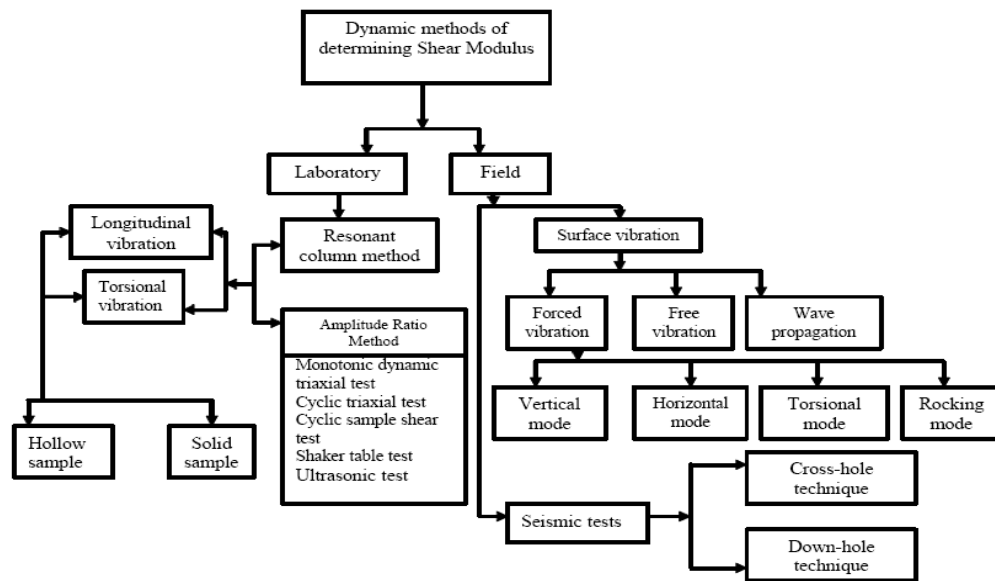 Dynamic methods of
determining Shear Modulus
Laboratory
Field
Longitudinal
vibration
Torsional
vibration
Resonant
column method
Surface vibration
Forced
vibration
Free
vibration
Wave
propagation
Amplitude Ratio
Method
Monotonic dynamic
triaxial test
Cyclic triaxial test
Cyclic sample shear
test
Shaker table test
Ultrasonic test
Vertical
mode
Horizontal
mode
Torsional
mode
Rocking
mode
Hollow
sample
Solid
sample
Seismic tests
Cross-hole
technique
Down-hole
technique